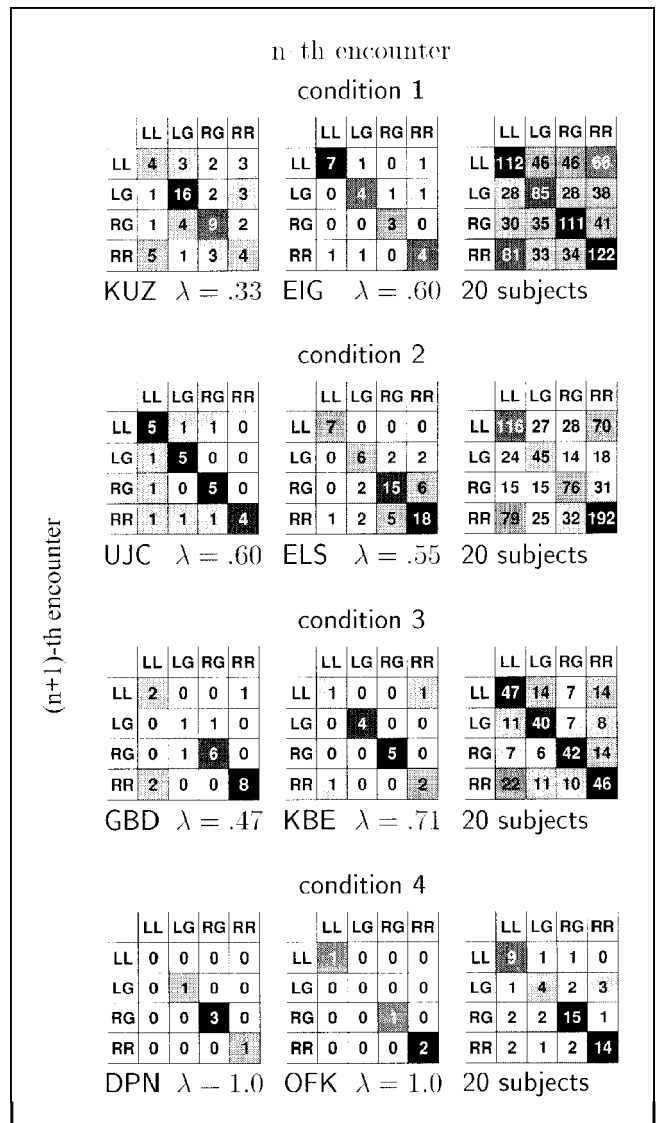 n-th encounter
condition 1
LL LG RG RR LL LG RG RR LL LG RG RR
LL 4 3 2 3 LL 7 1 0 1 LL 112 46 46 66
LG 1 16 2 3 LG 0 4 1 1 LG 28 85 28 38
RG 1 4 9 2 RG 0 0 3 0 RG 30 35 111 41
RR 5 1 3 4 RR 1 1 0 4 RR 81 33 34 122
KUZ λ = .33 EIG λ = .60 20 subjects
condition 2
LL LG RG RR LL LG RG RR LL LG RG RR
LL 5 1 1 0 LL 7 0 0 0 LL 116 27 28 70
LG 1 5 0 0 LG 0 6 2 2 LG 24 45 14 18
RG 1 0 5 0 RG 0 2 15 6 RG 15 15 76 31
RR 1 1 1 4 RR 1 2 5 18 RR 79 25 32 192
UJC λ = .60 ELS λ = .55 20 subjects
(n+1)-th encounter
condition 3
LL LG RG RR LL LG RG RR LL LG RG RR
LL 2 0 0 1 LL 1 0 0 1 LL 47 14 7 14
LG 0 1 1 0 LG 0 4 0 0 LG 11 40 7 8
RG 0 1 6 0 RG 0 0 5 0 RG 7 6 42 14
RR 2 0 0 8 RR 1 0 0 2 RR 22 11 10 46
GBD λ = .47 KBE λ = .71 20 subjects
condition 4
LL LG RG RR LL LG RG RR LL LG RG RR
LL 0 0 0 0 LL 1 0 0 0 LL 9 1 1 0
LG 0 1 0 0 LG 0 0 0 0 LG 1 4 2 3
RG 0 0 3 0 RG 0 0 1 0 RG 2 2 15 1
RR 0 0 0 1 RR 0 0 0 2 RR 2 1 2 14
DPN λ = 1.0 OFK λ = 1.0 20 subjects